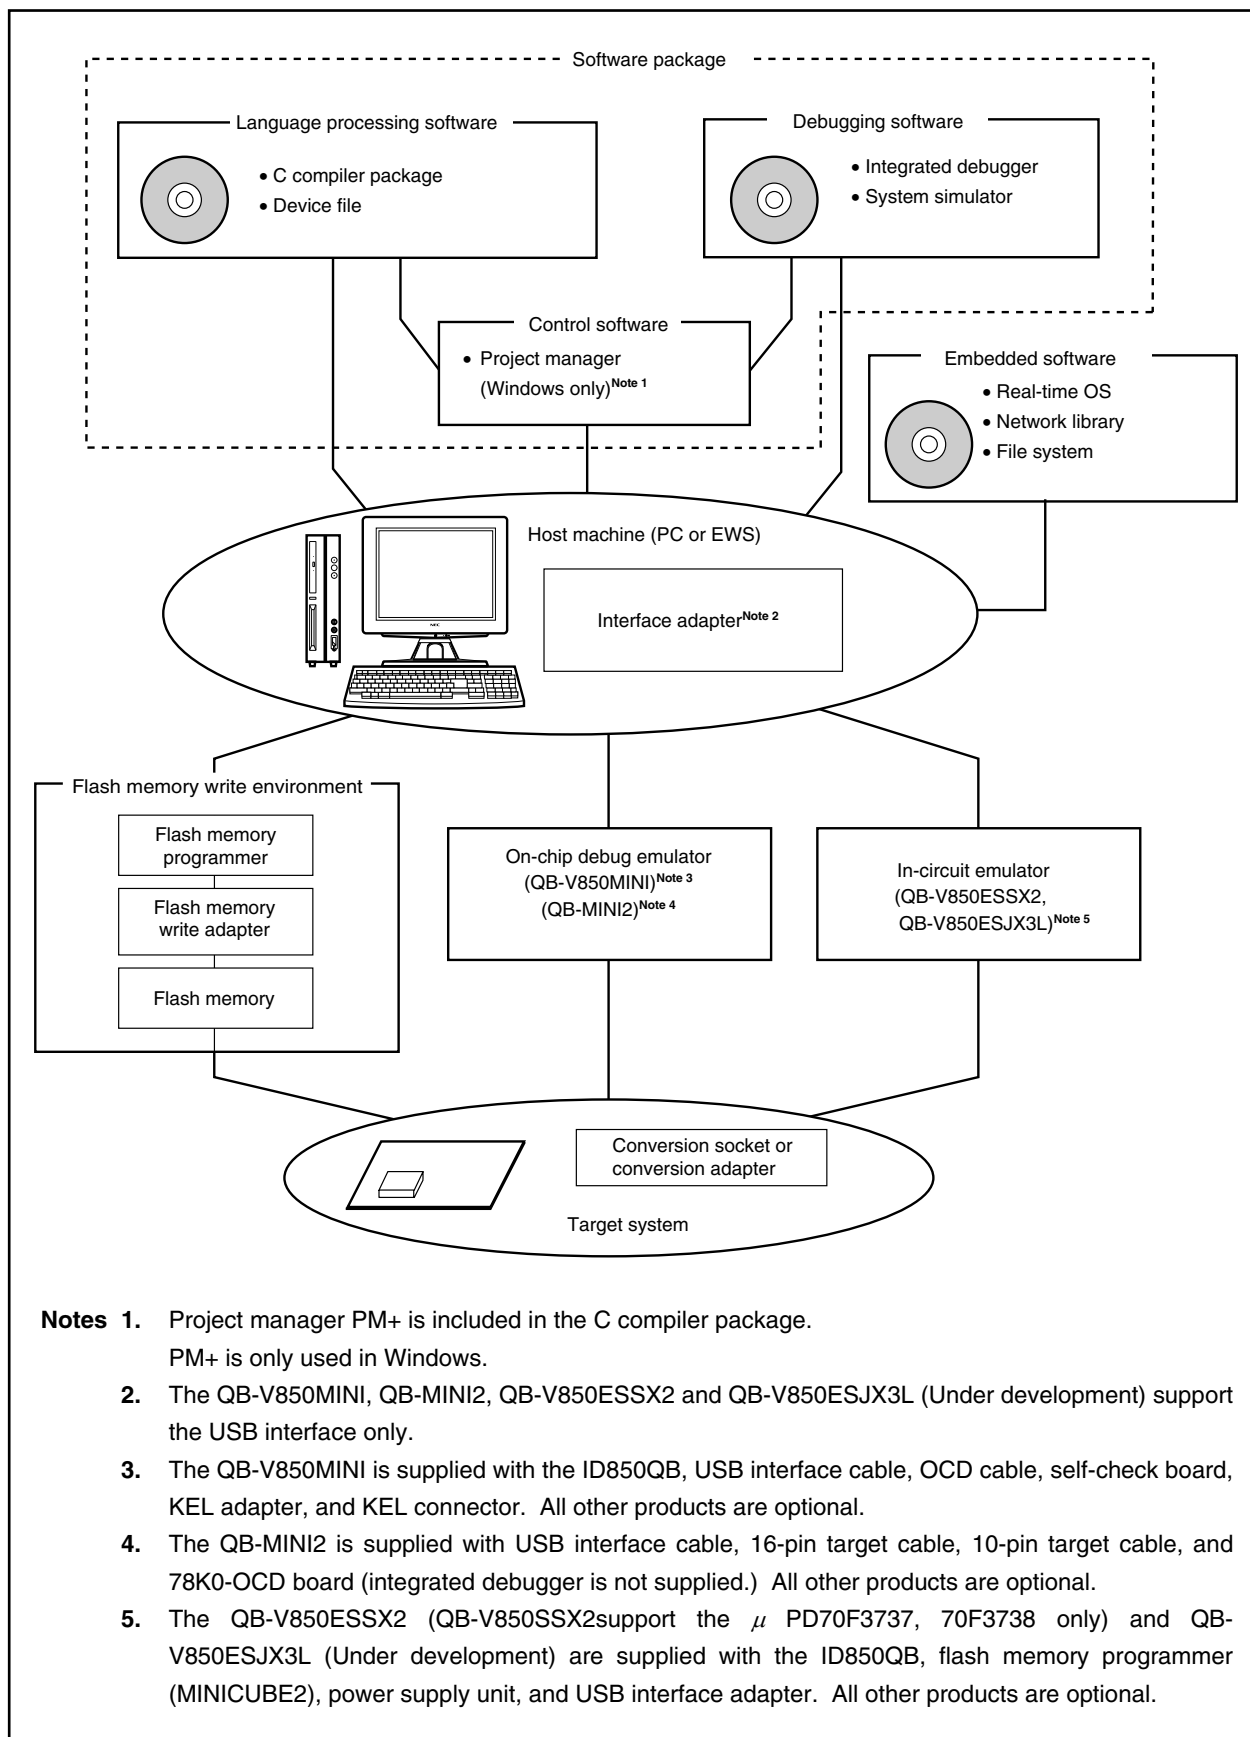 Software package
Language processing software
• C compiler package
• Device file
Debugging software
• Integrated debugger
• System simulator
Control software
• Project manager
(Windows only)Note 1
Embedded software
• Real-time OS
• Network library
• File system
Host machine (PC or EWS)
NEC
Interface adapterNote 2
Flash memory write environment
Flash memory
programmer
Flash memory
write adapter
Flash memory
On-chip debug emulator
(QB-V850MINI)Note 3
(QB-MINI2)Note 4
In-circuit emulator
(QB-V850ESSX2,
QB-V850ESJX3L)Note 5
Conversion socket or
conversion adapter
Target system
Notes 1. Project manager PM+ is included in the C compiler package.
PM+ is only used in Windows.
2. The QB-V850MINI, QB-MINI2, QB-V850ESSX2 and QB-V850ESJX3L (Under development) support
the USB interface only.
3. The QB-V850MINI is supplied with the ID850QB, USB interface cable, OCD cable, self-check board,
KEL adapter, and KEL connector. All other products are optional.
4. The QB-MINI2 is supplied with USB interface cable, 16-pin target cable, 10-pin target cable, and
78K0-OCD board (integrated debugger is not supplied.) All other products are optional.
5. The QB-V850ESSX2 (QB-V850SSX2support the μ PD70F3737, 70F3738 only) and QB-
V850ESJX3L (Under development) are supplied with the ID850QB, flash memory programmer
(MINICUBE2), power supply unit, and USB interface adapter. All other products are optional.